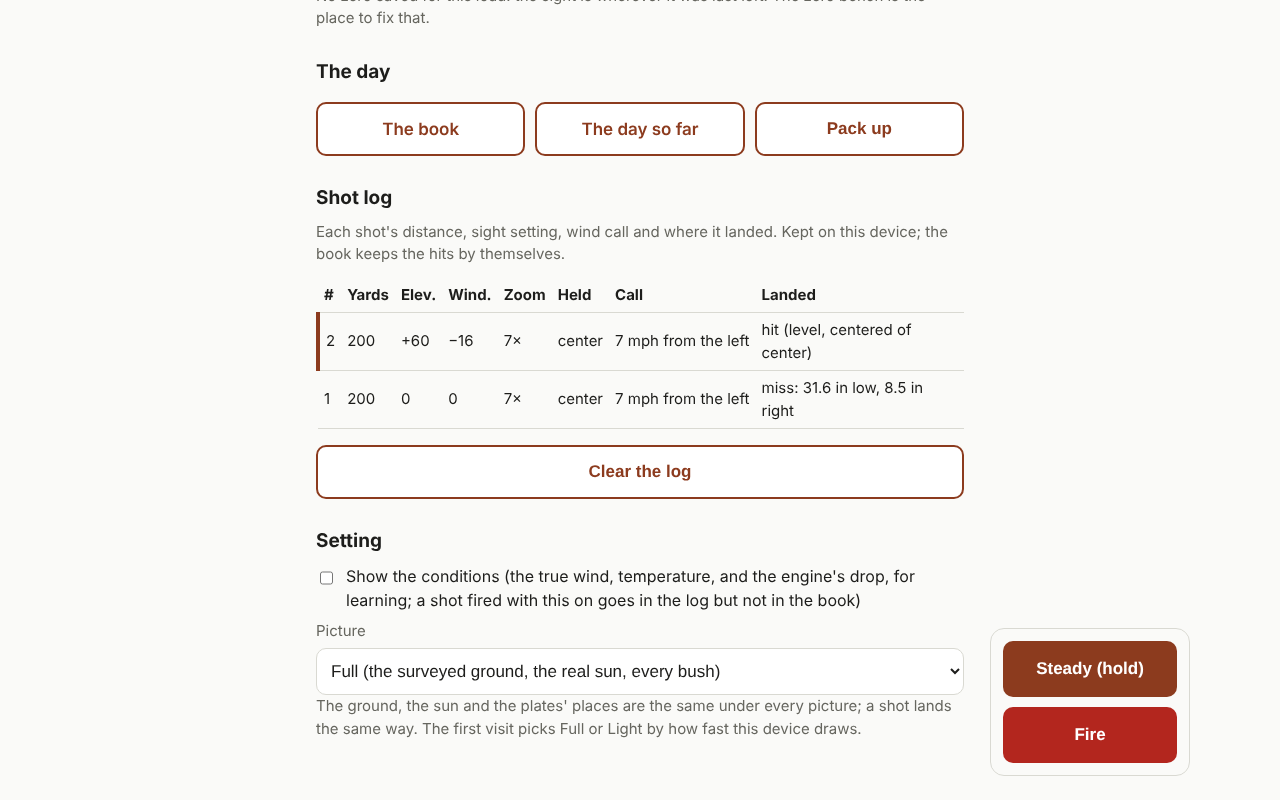 place to fix that.
The day
The book
The day so far
Pack up
Shot log
Each shot's distance, sight setting, wind call and where it landed. Kept on this device; the
book keeps the hits by themselves.
# Yards Elev. Wind. Zoom Held Call Landed
2 200 +60 −16 7× center 7 mph from the left hit (level, centered of
center)
1 200 0 0 7× center 7 mph from the left miss: 31.6 in low, 8.5 in
right
Clear the log
Setting
Show the conditions (the true wind, temperature, and the engine's drop, for
learning; a shot fired with this on goes in the log but not in the book)
Picture
Full (the surveyed ground, the real sun, every bush)
The ground, the sun and the plates' places are the same under every picture; a shot lands
the same way. The first visit picks Full or Light by how fast this device draws.
Steady (hold)
Fire